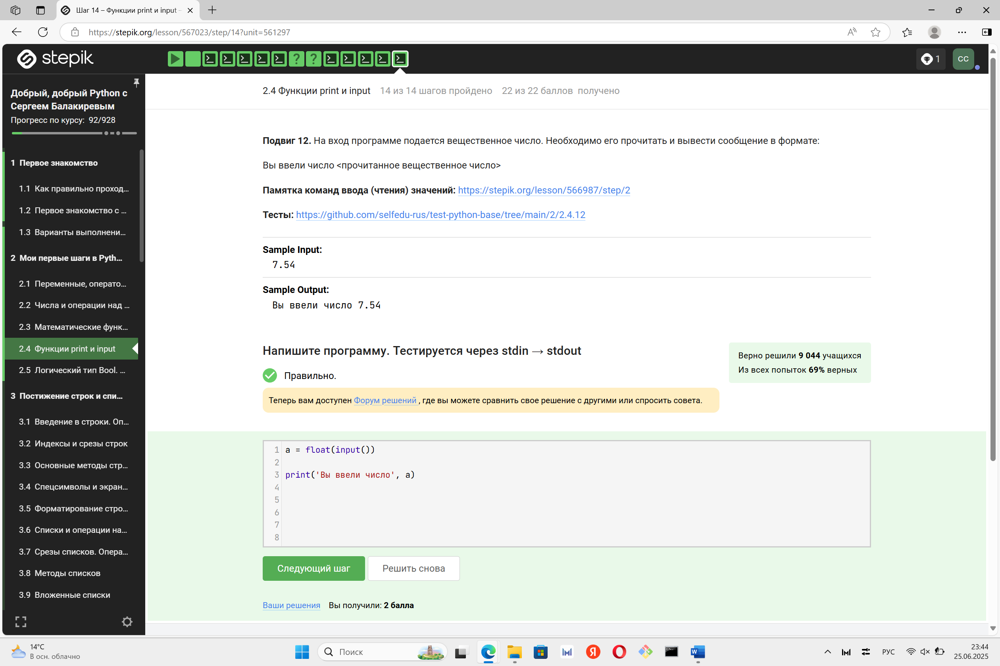 Шаг 14 – Функции print и input –
https://stepik.org/lesson/567023/step/14?unit=561297
stepik
? ?
1
CC
Добрый, добрый Python с
Сергеем Балакиревым
Прогресс по курсу: 92/928
1 Первое знакомство
1.1 Как правильно проход...
1.2 Первое знакомство с ...
1.3 Варианты выполнени...
2 Мои первые шаги в Pyth...
2.1 Переменные, операто...
2.2 Числа и операции над ...
2.3 Математические функ...
2.4 Функции print и input
2.5 Логический тип Bool. ...
3 Постижение строк и спи...
3.1 Введение в строки. Оп...
3.2 Индексы и срезы строк
3.3 Основные методы стр...
3.4 Спецсимволы и экран...
3.5 Форматирование стро...
3.6 Списки и операции на...
3.7 Срезы списков. Опера...
3.8 Методы списков
3.9 Вложенные списки
2.4 Функции print и input 14 из 14 шагов пройдено 22 из 22 баллов получено
Подвиг 12. На вход программе подается вещественное число. Необходимо его прочитать и вывести сообщение в формате:
Вы ввели число <прочитанное вещественное число>
Памятка команд ввода (чтения) значений: https://stepik.org/lesson/566987/step/2
Тесты: https://github.com/selfedu-rus/test-python-base/tree/main/2/2.4.12
Sample Input:
7.54
Sample Output:
Вы ввели число 7.54
Напишите программу. Тестируется через stdin → stdout
Верно решили 9 044 учащихся
Из всех попыток 69% верных
Правильно.
Теперь вам доступен Форум решений , где вы можете сравнить свое решение с другими или спросить совета.
1 a = float(input())
2
3 print('Вы ввели число', a)
4
5
6
7
8
Следующий шаг
Решить снова
Ваши решения Вы получили: 2 балла
14°C
В осн. облачно
Поиск
Я
W
РУС
23:44
25.06.2025